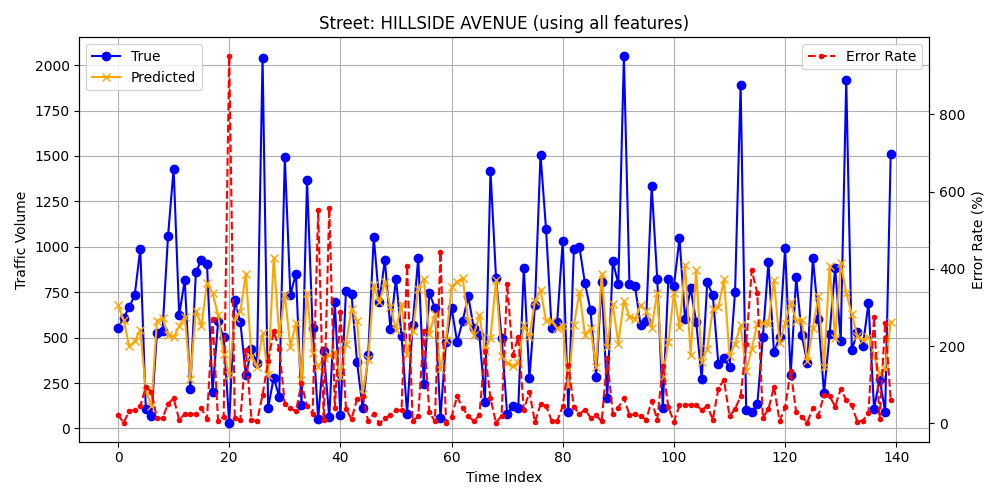 Street: HILLSIDE AVENUE (using all features)
True
Predicted
Error Rate
2000
1750
1500
1250
1000
750
500
250
0
Traffic Volume
800
600
400
200
0
Error Rate (%)
0 20 40 60 80 100 120 140
Time Index